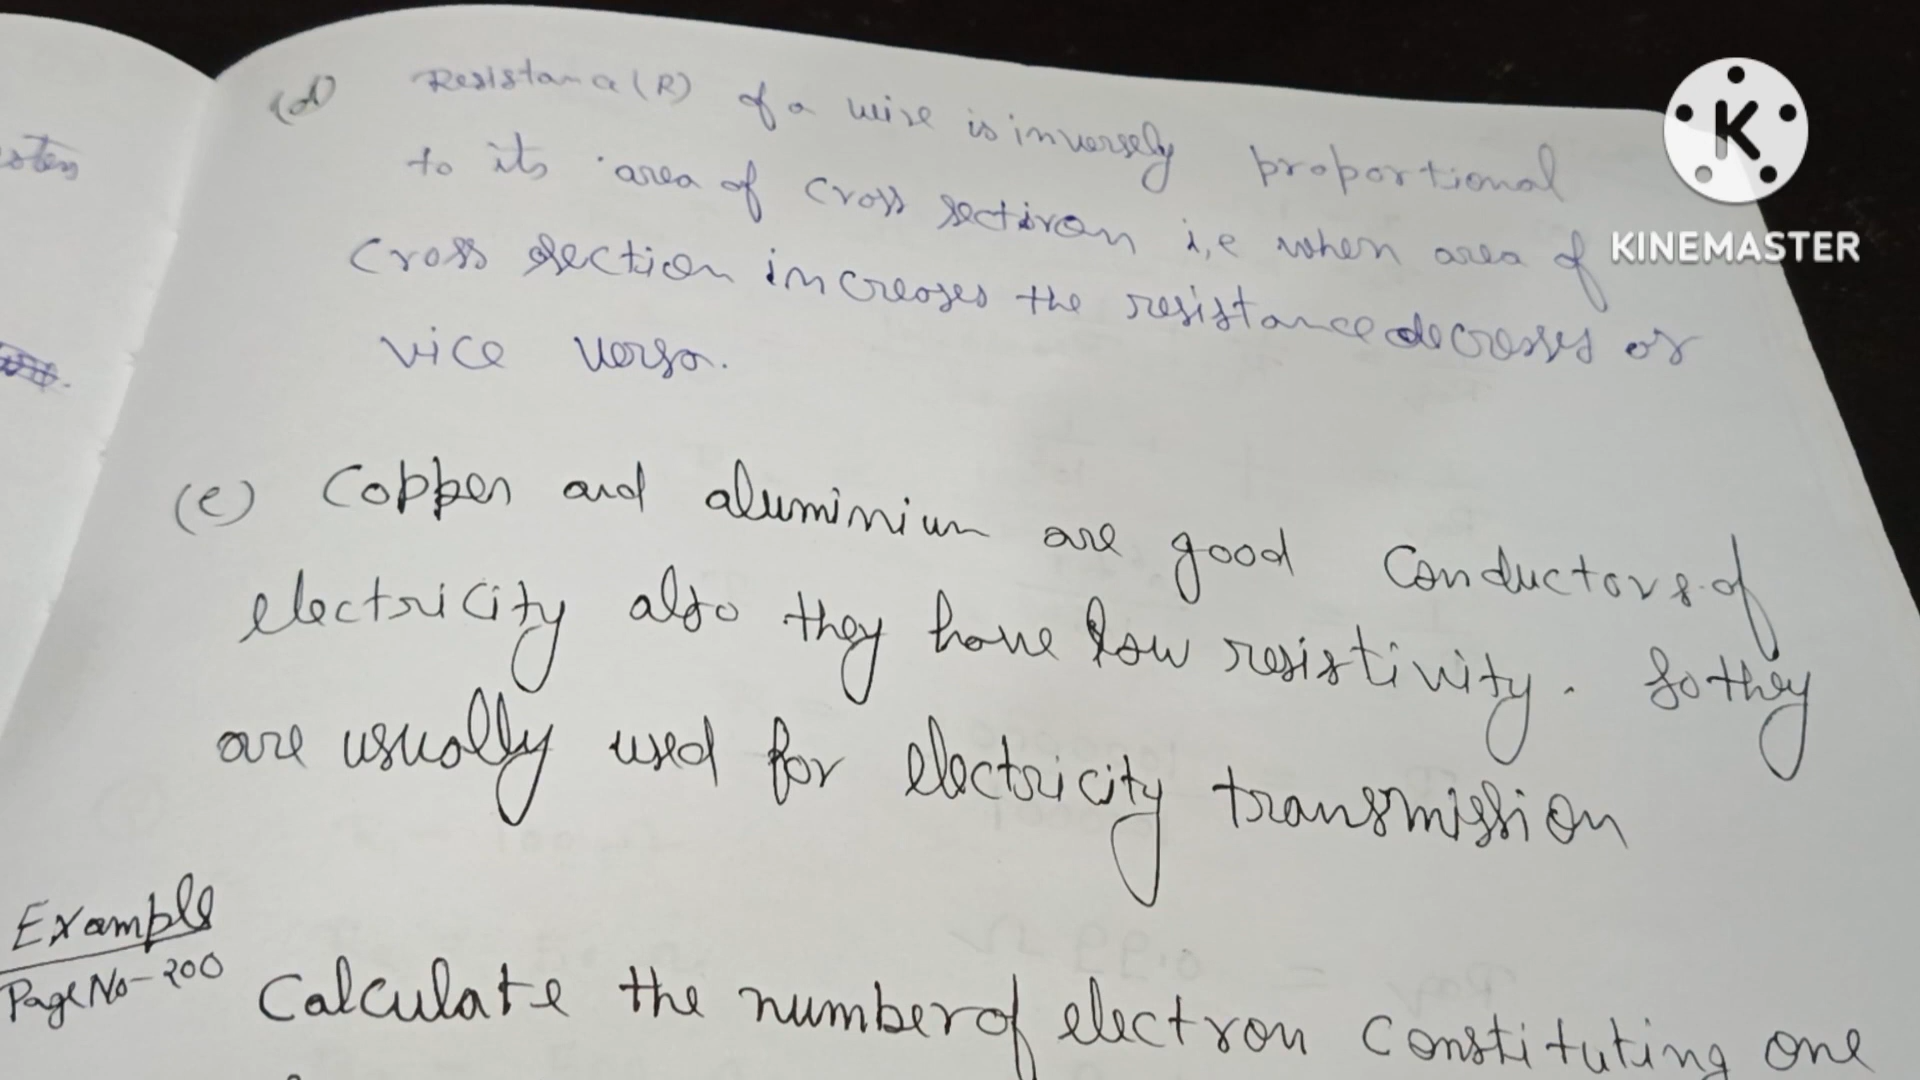 (d) Resistance (R) of a wire is inversely proportional
to its area of cross section i,e when area of
cross section increases the resistance decreases or
vice versa.
(e) Copper and aluminium are good conductors of
electricity also they have low resistivity. So they
are usually used for electricity transmission
Example
Page No-200
Calculate the number of electron constituting one
KINEMASTER